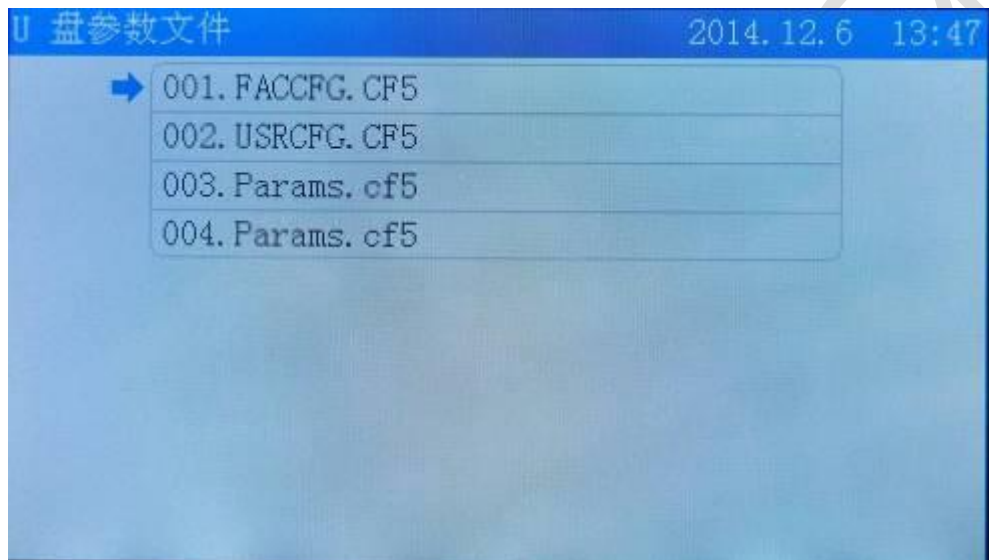 U 盘参数文件 2014.12.6 13:47
001.FACCFG.CF5
002.USRCFG.CF5
003.Params.cf5
004.Params.cf5